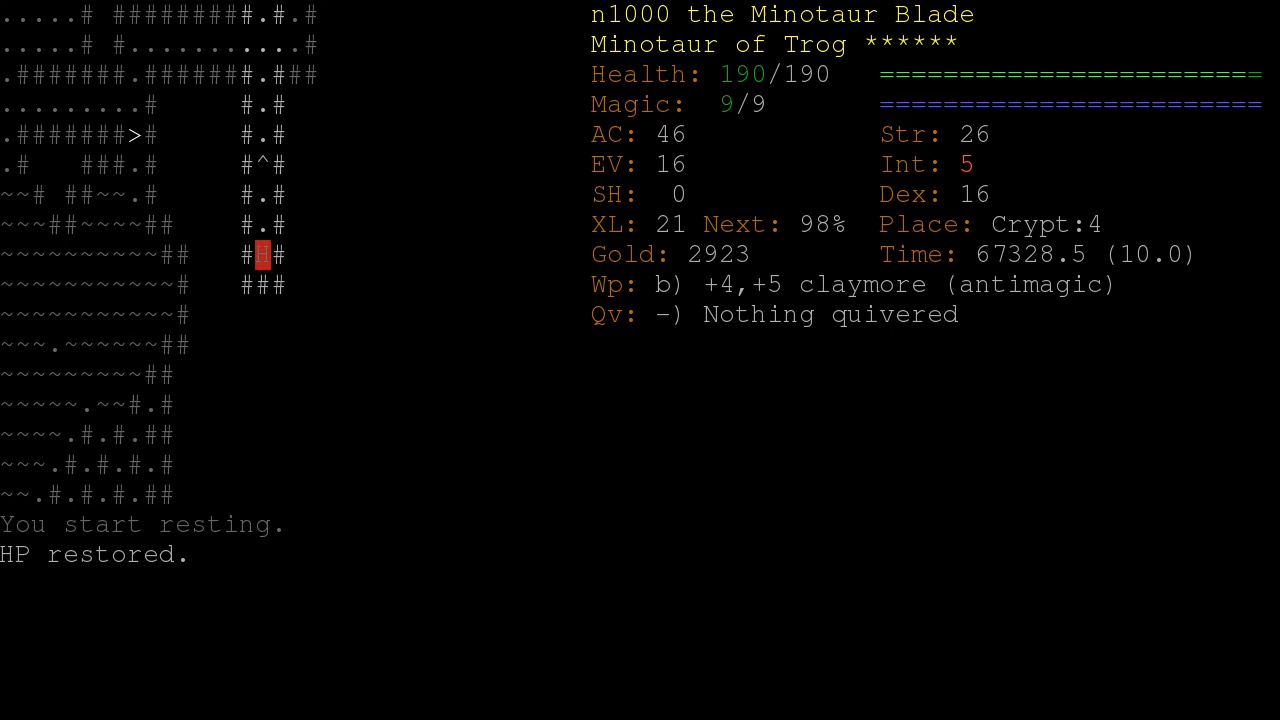 .....# #########.#.#   n1000 the Minotaur Blade
.....# #...........#   Minotaur of Trog ******
.#######.#######.###   Health: 190/190   ========================
.........#     #.#   Magic:  9/9       ========================
.#######>#     #.#   AC: 46            Str: 26
.#   ###.#     #^#   EV: 16            Int: 5
~~# ##~~.#     #.#   SH:  0            Dex: 16
~~~##~~~~##    #.#   XL: 21 Next: 98%  Place: Crypt:4
~~~~~~~~~~##   #H#   Gold: 2923        Time: 67328.5 (10.0)
~~~~~~~~~~~#   ###   Wp: b) +4,+5 claymore (antimagic)
~~~~~~~~~~~#         Qv: -) Nothing quivered
~~~.~~~~~~##
~~~~~~~~~##
~~~~~.~~#.#
~~~~.#.#.##
~~~.#.#.#.#
~~.#.#.#.##
You start resting.
HP restored.